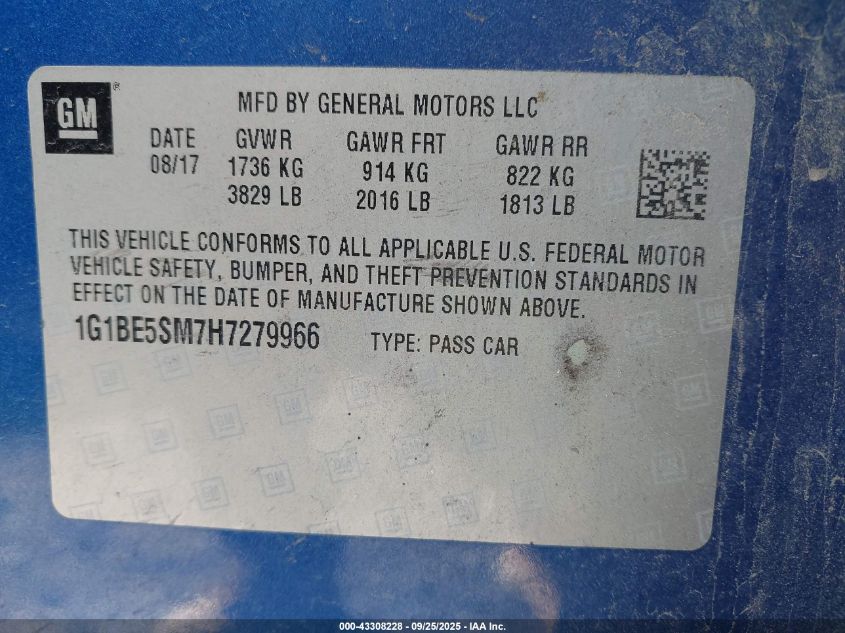 GM
MFD BY GENERAL MOTORS LLC
DATE GVWR GAWR FRT GAWR RR
08/17 1736 KG 914 KG 822 KG
3829 LB 2016 LB 1813 LB
THIS VEHICLE CONFORMS TO ALL APPLICABLE U.S. FEDERAL MOTOR
VEHICLE SAFETY, BUMPER, AND THEFT PREVENTION STANDARDS IN
EFFECT ON THE DATE OF MANUFACTURE SHOWN ABOVE.
1G1BE5SM7H7279966 TYPE: PASS CAR
000-43308228 - 09/25/2025 - IAA Inc.